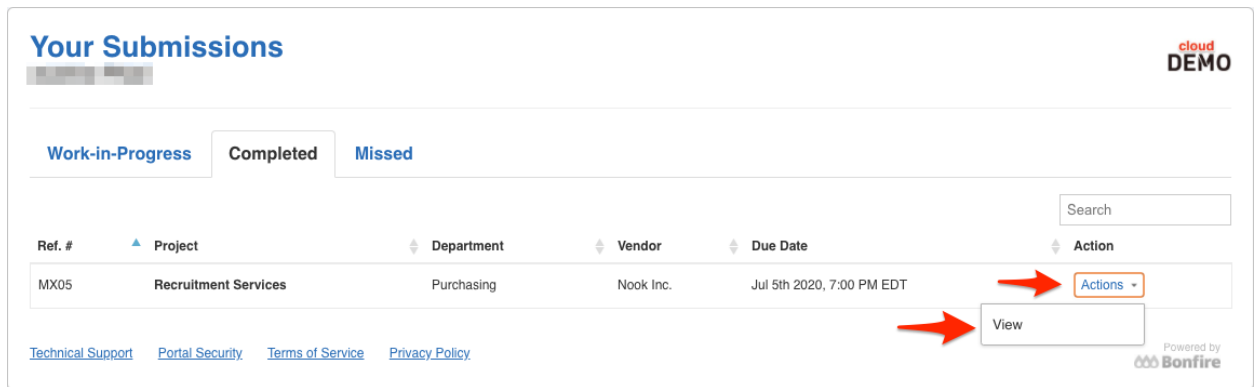 Your Submissions
cloud
DEMO
Work-in-Progress Completed Missed
Search
Ref. # Project Department Vendor Due Date Action
MX05 Recruitment Services Purchasing Nook Inc. Jul 5th 2020, 7:00 PM EDT Actions
View
Technical Support Portal Security Terms of Service Privacy Policy
Powered by
Bonfire